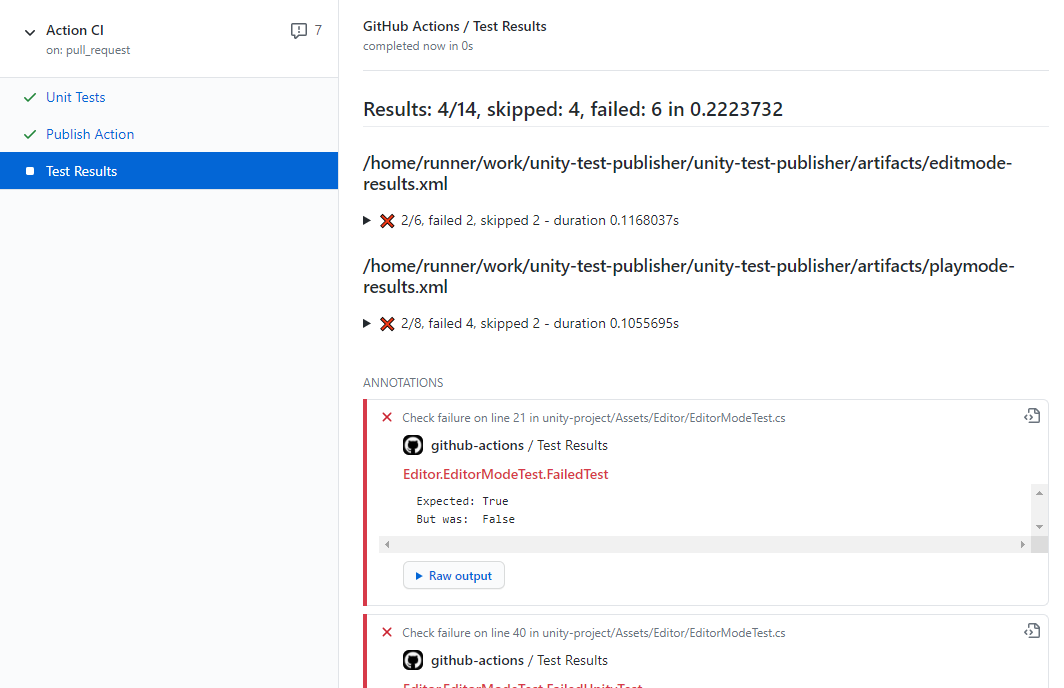 Action CI
7
on: pull_request
Unit Tests
Publish Action
Test Results
GitHub Actions / Test Results
completed now in 0s
Results: 4/14, skipped: 4, failed: 6 in 0.2223732
/home/runner/work/unity-test-publisher/unity-test-publisher/artifacts/editmode-
results.xml
2/6, failed 2, skipped 2 - duration 0.1168037s
/home/runner/work/unity-test-publisher/unity-test-publisher/artifacts/playmode-
results.xml
2/8, failed 4, skipped 2 - duration 0.1055695s
ANNOTATIONS
Check failure on line 21 in unity-project/Assets/Editor/EditorModeTest.cs
github-actions / Test Results
Editor.EditorModeTest.FailedTest
Expected: True
But was:  False
Raw output
Check failure on line 40 in unity-project/Assets/Editor/EditorModeTest.cs
github-actions / Test Results
Editor.EditorModeTest.FailedUnityTest